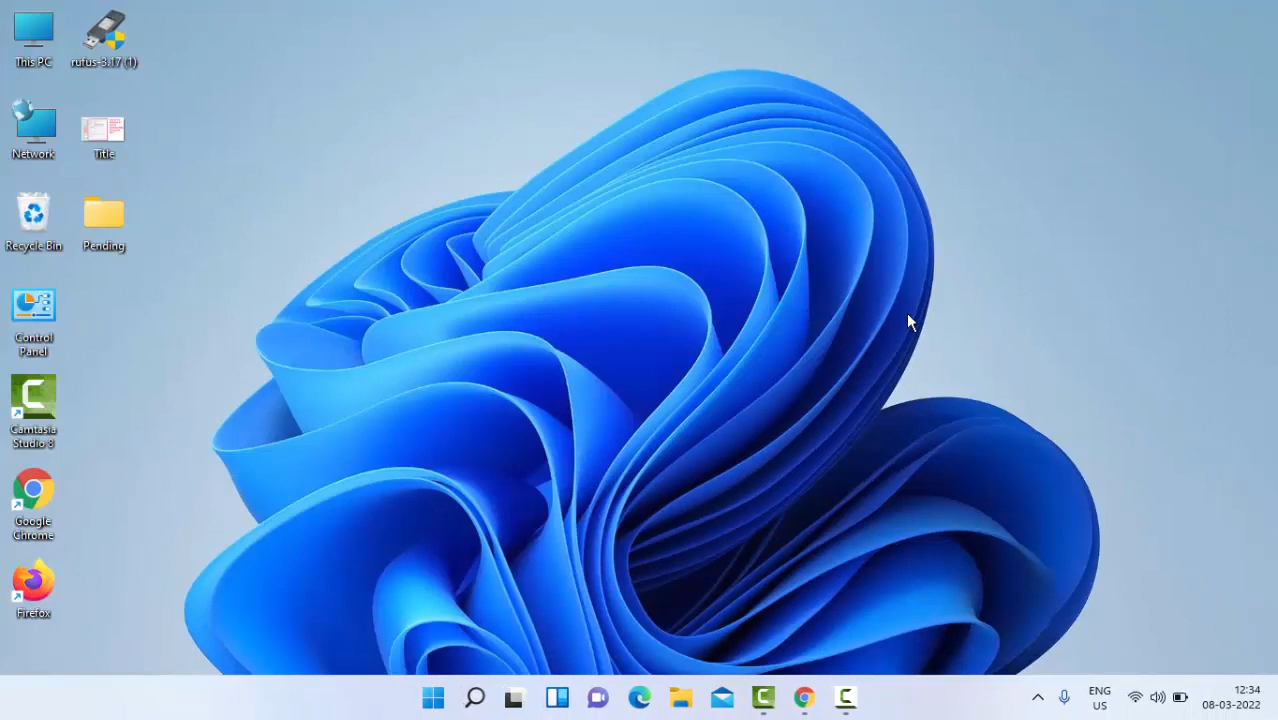 This PC
rufus-3.17 (1)
Network
Title
Recycle Bin
Pending
Control
Panel
Camtasia
Studio 8
Google
Chrome
Firefox
ENG
US
12:34
08-03-2022